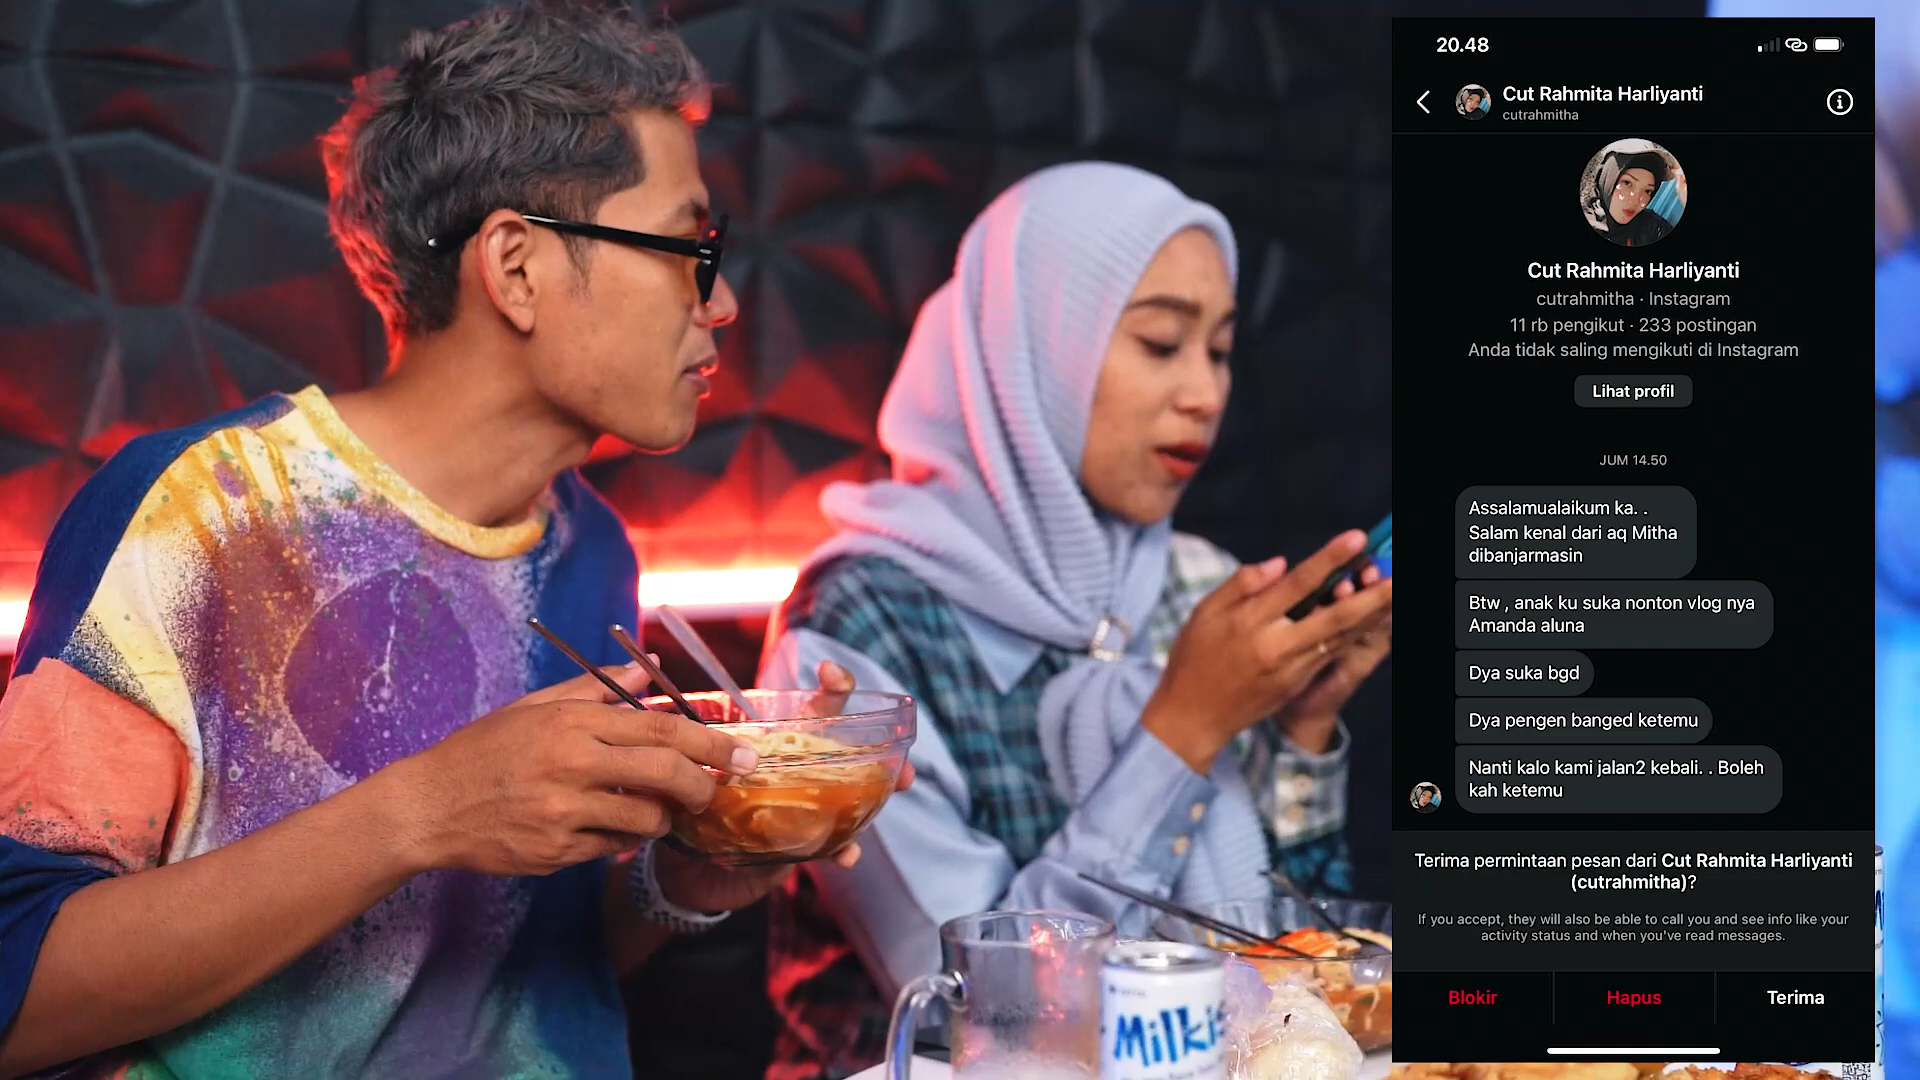 20.48
Cut Rahmita Harliyanti
cutrahmitha
Cut Rahmita Harliyanti
cutrahmitha · Instagram
11 rb pengikut · 233 postingan
Anda tidak saling mengikuti di Instagram
Lihat profil
JUM 14.50
Assalamualaikum ka. .
Salam kenal dari aq Mitha
dibanjarmasin
Btw , anak ku suka nonton vlog nya
Amanda aluna
Dya suka bgd
Dya pengen banged ketemu
Nanti kalo kami jalan2 kebali. . Boleh
kah ketemu
Terima permintaan pesan dari Cut Rahmita Harliyanti
(cutrahmitha)?
If you accept, they will also be able to call you and see info like your
activity status and when you've read messages.
Blokir
Hapus
Terima
Milkis